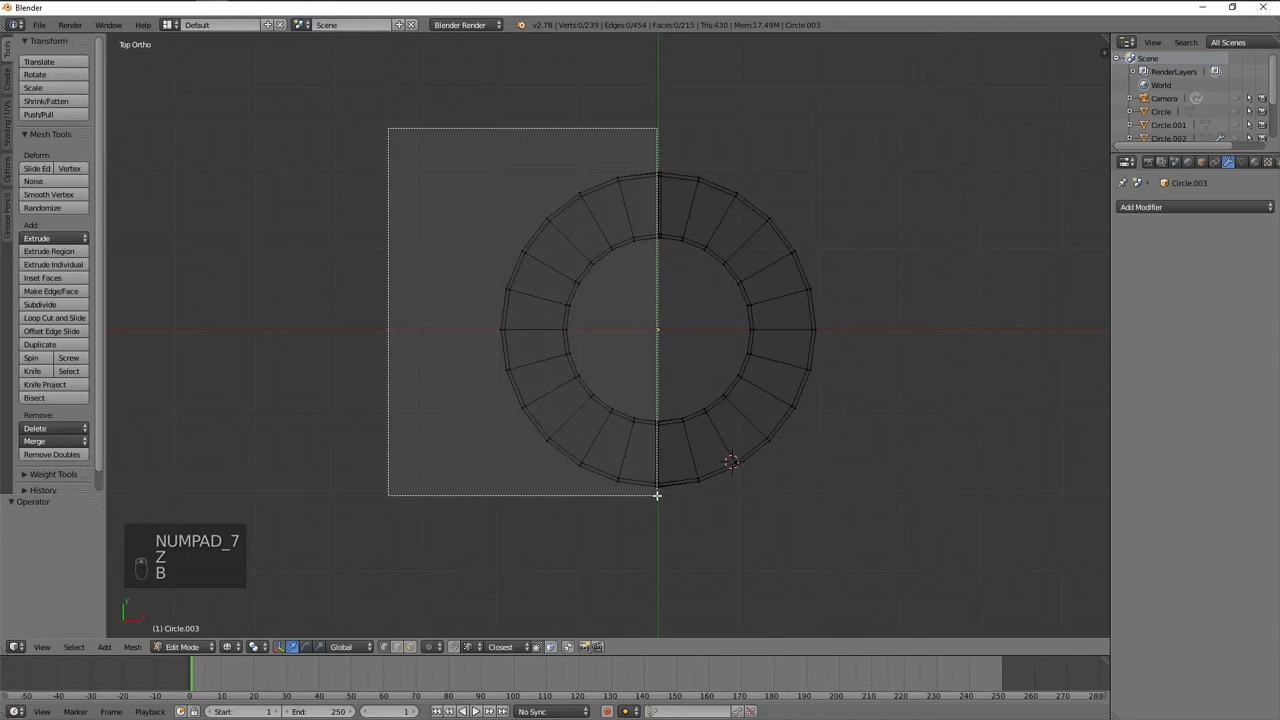 Blender
File Render Window Help Default Scene Blender Render v2.78 | Verts:0/239 | Edges:0/454 | Faces:0/215 | Tris:430 | Mem:17.49M | Circle.003
Tools
Create
Shading / UVs
Options
Grease Pencil
Transform
Translate
Rotate
Scale
Shrink/Fatten
Push/Pull
Mesh Tools
Deform:
Slide Ed Vertex
Noise
Smooth Vertex
Randomize
Add:
Extrude
Extrude Region
Extrude Individual
Inset Faces
Make Edge/Face
Subdivide
Loop Cut and Slide
Offset Edge Slide
Duplicate
Spin Screw
Knife Select
Knife Project
Bisect
Remove:
Delete
Merge
Remove Doubles
Weight Tools
History
Operator
Top Ortho
NUMPAD_7
Z
B
y
(1) Circle.003
View Search All Scenes
Scene
RenderLayers
World
Camera
Circle
Circle.001
Circle.002
Circle.003
Add Modifier
View Select Add Mesh Edit Mode Global Closest
-50 -40 -30 -20 -10 0 10 20 30 40 50 60 70 80 90 100 110 120 130 140 150 160 170 180 190 200 210 220 230 240 250 260 270 280
View Marker Frame Playback Start: 1 End: 250 1 No Sync